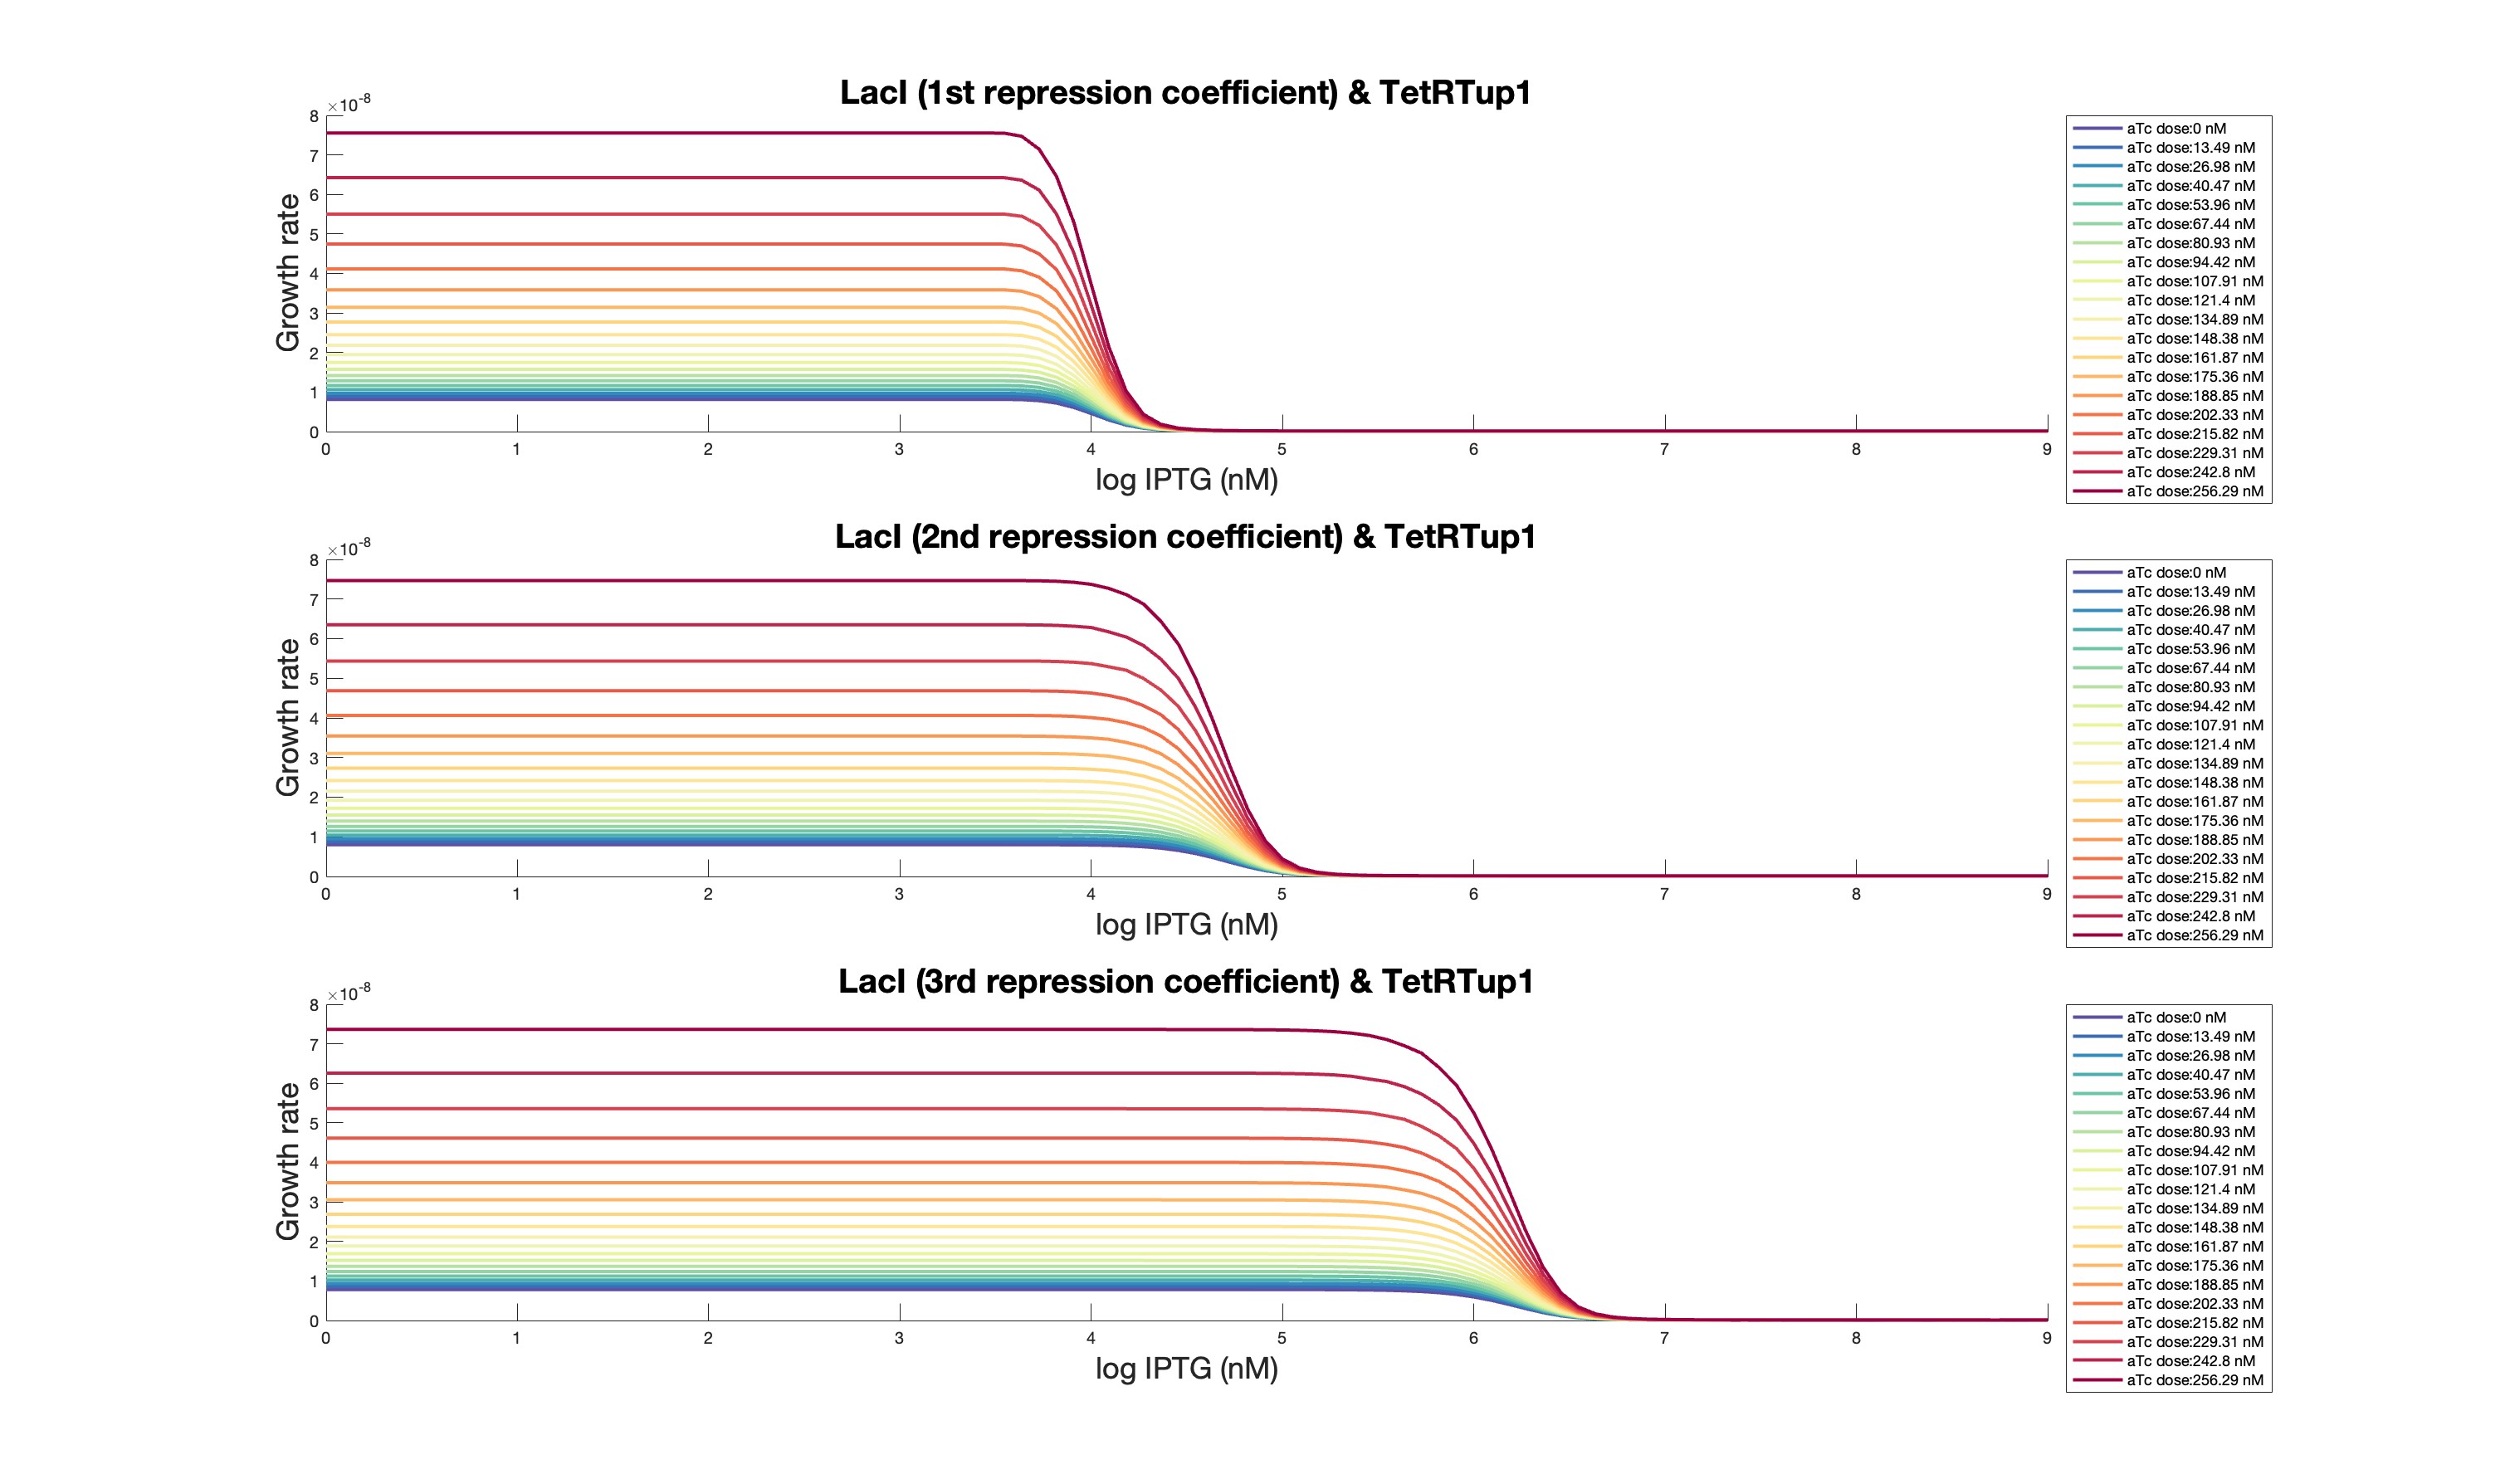 LacI (1st repression coefficient) & TetRTup1
×10-8
8
7
6
5
4
3
2
1
0
Growth rate
0 1 2 3 4 5 6 7 8 9
log IPTG (nM)
aTc dose:0 nM
aTc dose:13.49 nM
aTc dose:26.98 nM
aTc dose:40.47 nM
aTc dose:53.96 nM
aTc dose:67.44 nM
aTc dose:80.93 nM
aTc dose:94.42 nM
aTc dose:107.91 nM
aTc dose:121.4 nM
aTc dose:134.89 nM
aTc dose:148.38 nM
aTc dose:161.87 nM
aTc dose:175.36 nM
aTc dose:188.85 nM
aTc dose:202.33 nM
aTc dose:215.82 nM
aTc dose:229.31 nM
aTc dose:242.8 nM
aTc dose:256.29 nM
LacI (2nd repression coefficient) & TetRTup1
×10-8
8
7
6
5
4
3
2
1
0
Growth rate
0 1 2 3 4 5 6 7 8 9
log IPTG (nM)
aTc dose:0 nM
aTc dose:13.49 nM
aTc dose:26.98 nM
aTc dose:40.47 nM
aTc dose:53.96 nM
aTc dose:67.44 nM
aTc dose:80.93 nM
aTc dose:94.42 nM
aTc dose:107.91 nM
aTc dose:121.4 nM
aTc dose:134.89 nM
aTc dose:148.38 nM
aTc dose:161.87 nM
aTc dose:175.36 nM
aTc dose:188.85 nM
aTc dose:202.33 nM
aTc dose:215.82 nM
aTc dose:229.31 nM
aTc dose:242.8 nM
aTc dose:256.29 nM
LacI (3rd repression coefficient) & TetRTup1
×10-8
8
7
6
5
4
3
2
1
0
Growth rate
0 1 2 3 4 5 6 7 8 9
log IPTG (nM)
aTc dose:0 nM
aTc dose:13.49 nM
aTc dose:26.98 nM
aTc dose:40.47 nM
aTc dose:53.96 nM
aTc dose:67.44 nM
aTc dose:80.93 nM
aTc dose:94.42 nM
aTc dose:107.91 nM
aTc dose:121.4 nM
aTc dose:134.89 nM
aTc dose:148.38 nM
aTc dose:161.87 nM
aTc dose:175.36 nM
aTc dose:188.85 nM
aTc dose:202.33 nM
aTc dose:215.82 nM
aTc dose:229.31 nM
aTc dose:242.8 nM
aTc dose:256.29 nM